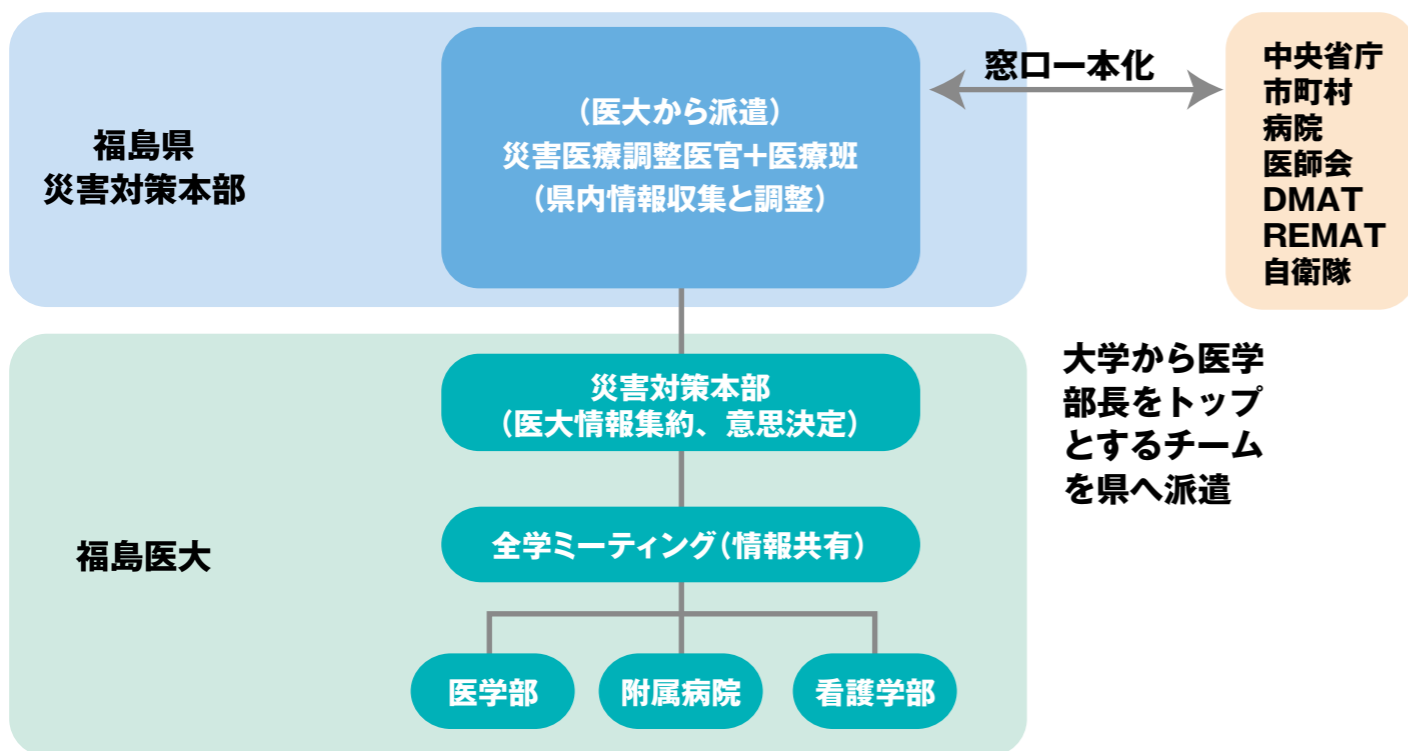 福島県
災害対策本部
(医大から派遣)
災害医療調整医官+医療班
(県内情報収集と調整)
窓口一本化
中央省庁
市町村
病院
医師会
DMAT
REMAT
自衛隊
福島医大
災害対策本部
(医大情報集約、意思決定)
全学ミーティング(情報共有)
医学部
附属病院
看護学部
大学から医学
部長をトップ
とするチーム
を県へ派遣